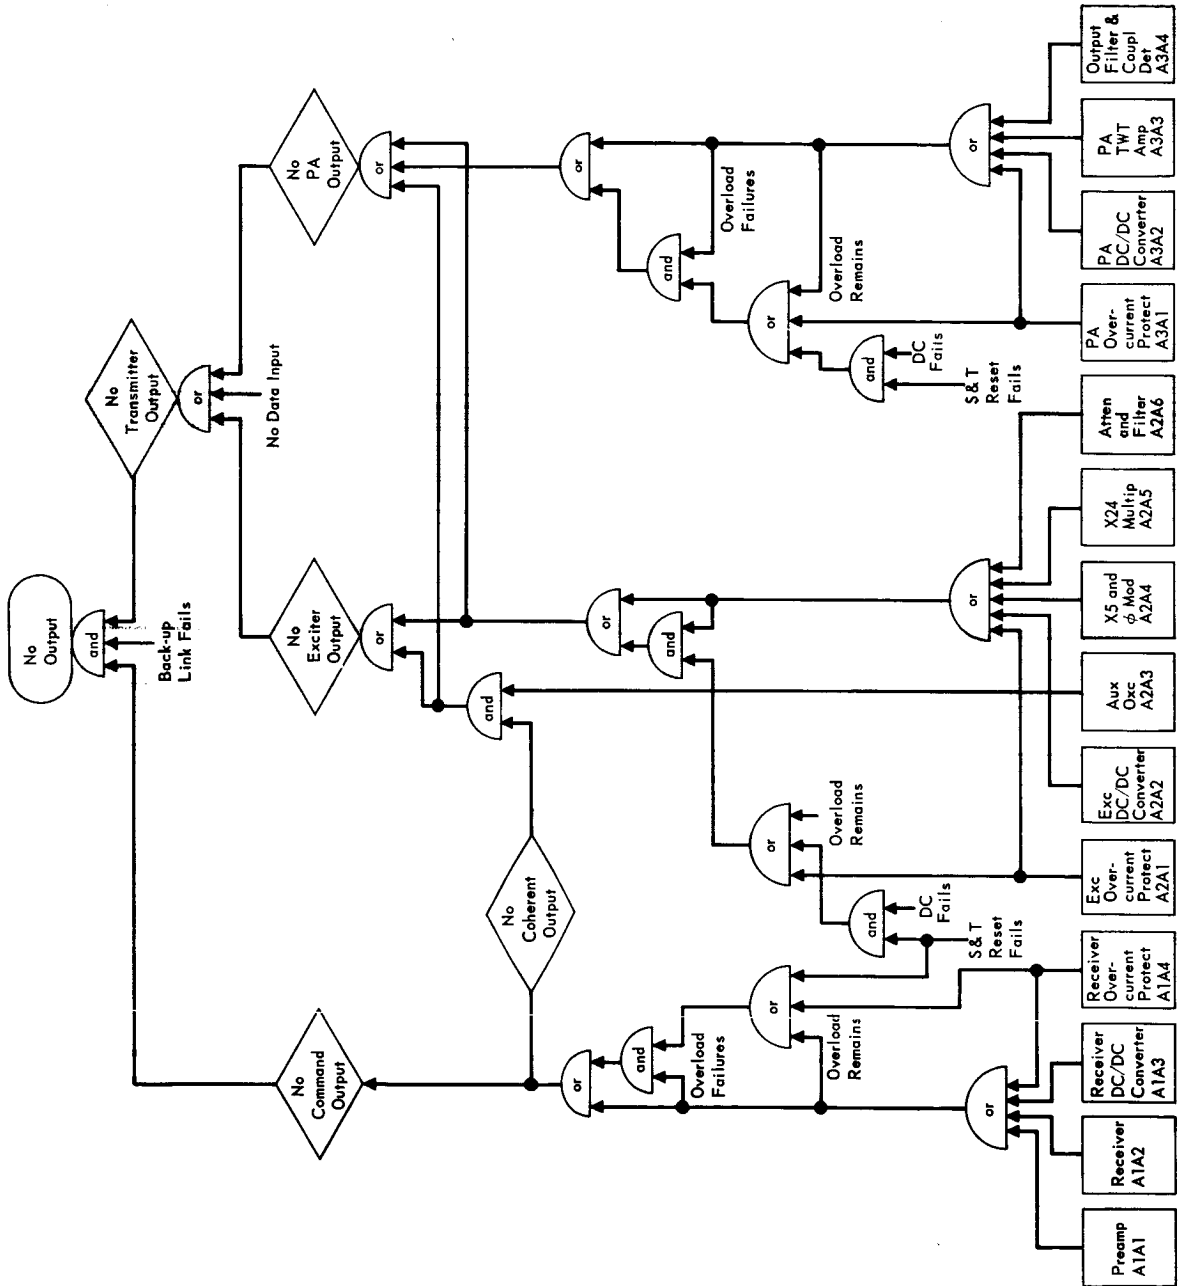 No
Output
and
Back-up
Link Fails
No
Transmitter
Output
or
No Data Input
No
Command
Output
No
Exciter
Output
or
No
PA
Output
or
No
Coherent
Output
and
or
and
Overload
Failures
or
Overload
Remains
or
and
or
Overload
Remains
and
DC
Fails
S & T
Reset
Fails
or
or
and
Overload
Failures
or
Overload
Remains
and
DC
Fails
S & T
Reset
Fails
or
or
Preamp
A1A1
Receiver
A1A2
Receiver
DC/DC
Converter
A1A3
Receiver
Over-
current
Protect
A1A4
Exc
Over-
current
Protect
A2A1
Exc
DC/DC
Converter
A2A2
Aux
Oxc
A2A3
X5 and
ϕ Mod
A2A4
X24
Multip
A2A5
Atten
and
Filter
A2A6
PA
Over-
current
Protect
A3A1
PA
DC/DC
Converter
A3A2
PA
TWT
Amp
A3A3
Output
Filter &
Coupl
Det
A3A4